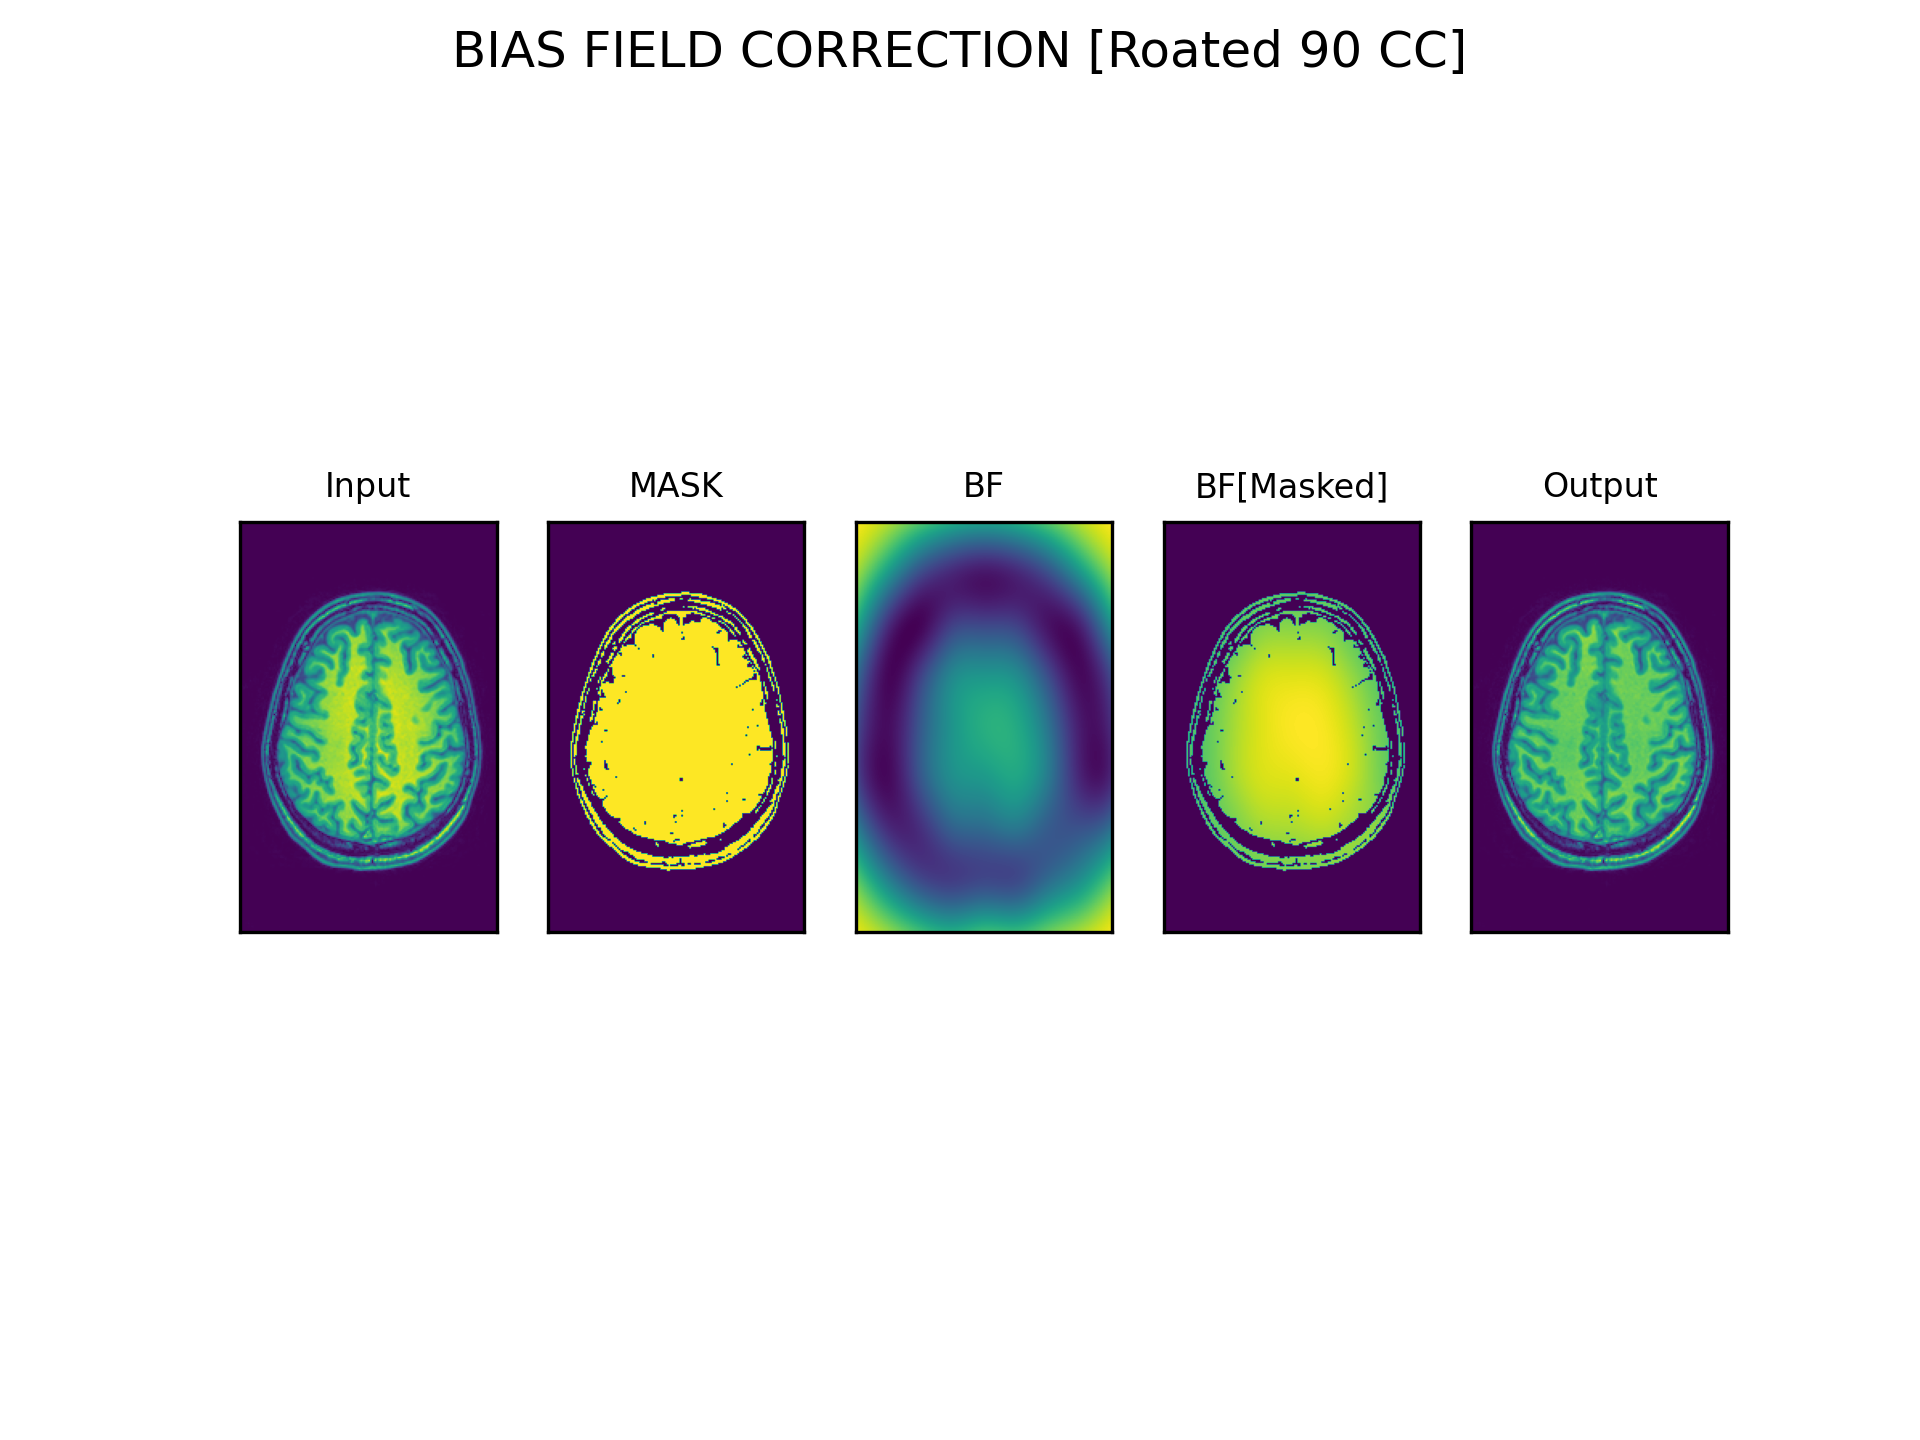 BIAS FIELD CORRECTION [Roated 90 CC]
Input
MASK
BF
BF[Masked]
Output